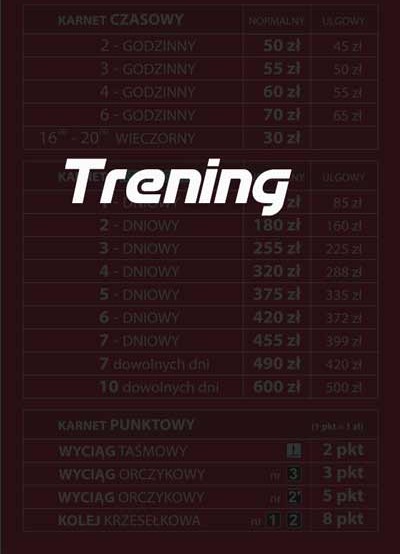 KARNET CZASOWY NORMALNY ULGOWY
2 - GODZINNY 50 zł 45 zł
3 - GODZINNY 55 zł 50 zł
4 - GODZINNY 60 zł 55 zł
6 - GODZINNY 70 zł 65 zł
16⁰⁰ - 20⁰⁰ WIECZORNY 30 zł
ULGOWY
Trening
85 zł
2 - DNIOWY 180 zł 160 zł
3 - DNIOWY 255 zł 225 zł
4 - DNIOWY 320 zł 288 zł
5 - DNIOWY 375 zł 335 zł
6 - DNIOWY 420 zł 372 zł
7 - DNIOWY 455 zł 399 zł
7 dowolnych dni 490 zł 420 zł
10 dowolnych dni 600 zł 500 zł
KARNET PUNKTOWY (1 pkt = 1 zł)
WYCIĄG TAŚMOWY 1 2 pkt
WYCIĄG ORCZYKOWY nr 3 3 pkt
WYCIĄG ORCZYKOWY nr 2' 5 pkt
KOLEJ KRZESEŁKOWA nr 1 2 8 pkt